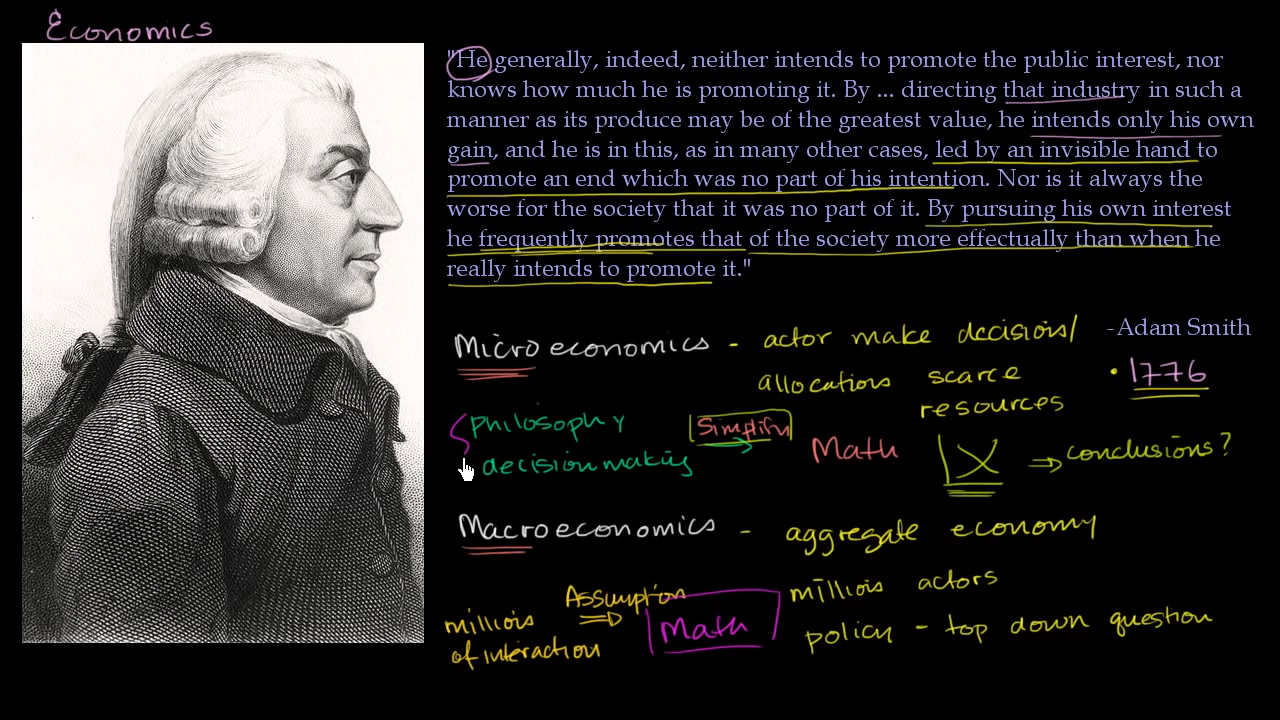 Economics
"He generally, indeed, neither intends to promote the public interest, nor
knows how much he is promoting it. By ... directing that industry in such a
manner as its produce may be of the greatest value, he intends only his own
gain, and he is in this, as in many other cases, led by an invisible hand to
promote an end which was no part of his intention. Nor is it always the
worse for the society that it was no part of it. By pursuing his own interest
he frequently promotes that of the society more effectually than when he
really intends to promote it."
-Adam Smith
• 1776
Microeconomics - actor make decisions/
allocations scarce
resources
philosophy
decisionmaking
Simplify
Math
⇒ conclusions?
Macroeconomics - aggregate economy
millions actors
policy - top down question
millions
of interaction
Assumption
⇒
Math